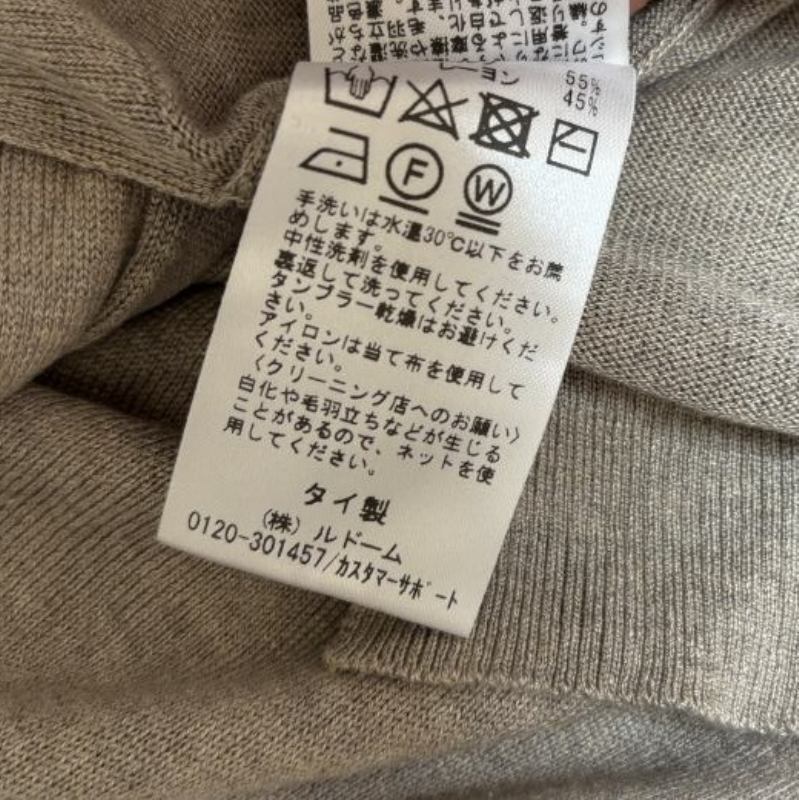 55%
45%
F
W
手洗いは水温30℃以下をお薦
めします。
中性洗剤を使用してください。
裏返して洗ってください。
タンブラー乾燥はお避けくだ
さい。
アイロンは当て布を使用して
ください。
〈クリーニング店へのお願い〉
白化や毛羽立ちなどが生じる
ことがあるので、ネットを使
用してください。
タイ製
(株) ルドーム
0120-301457/カスタマーサポート